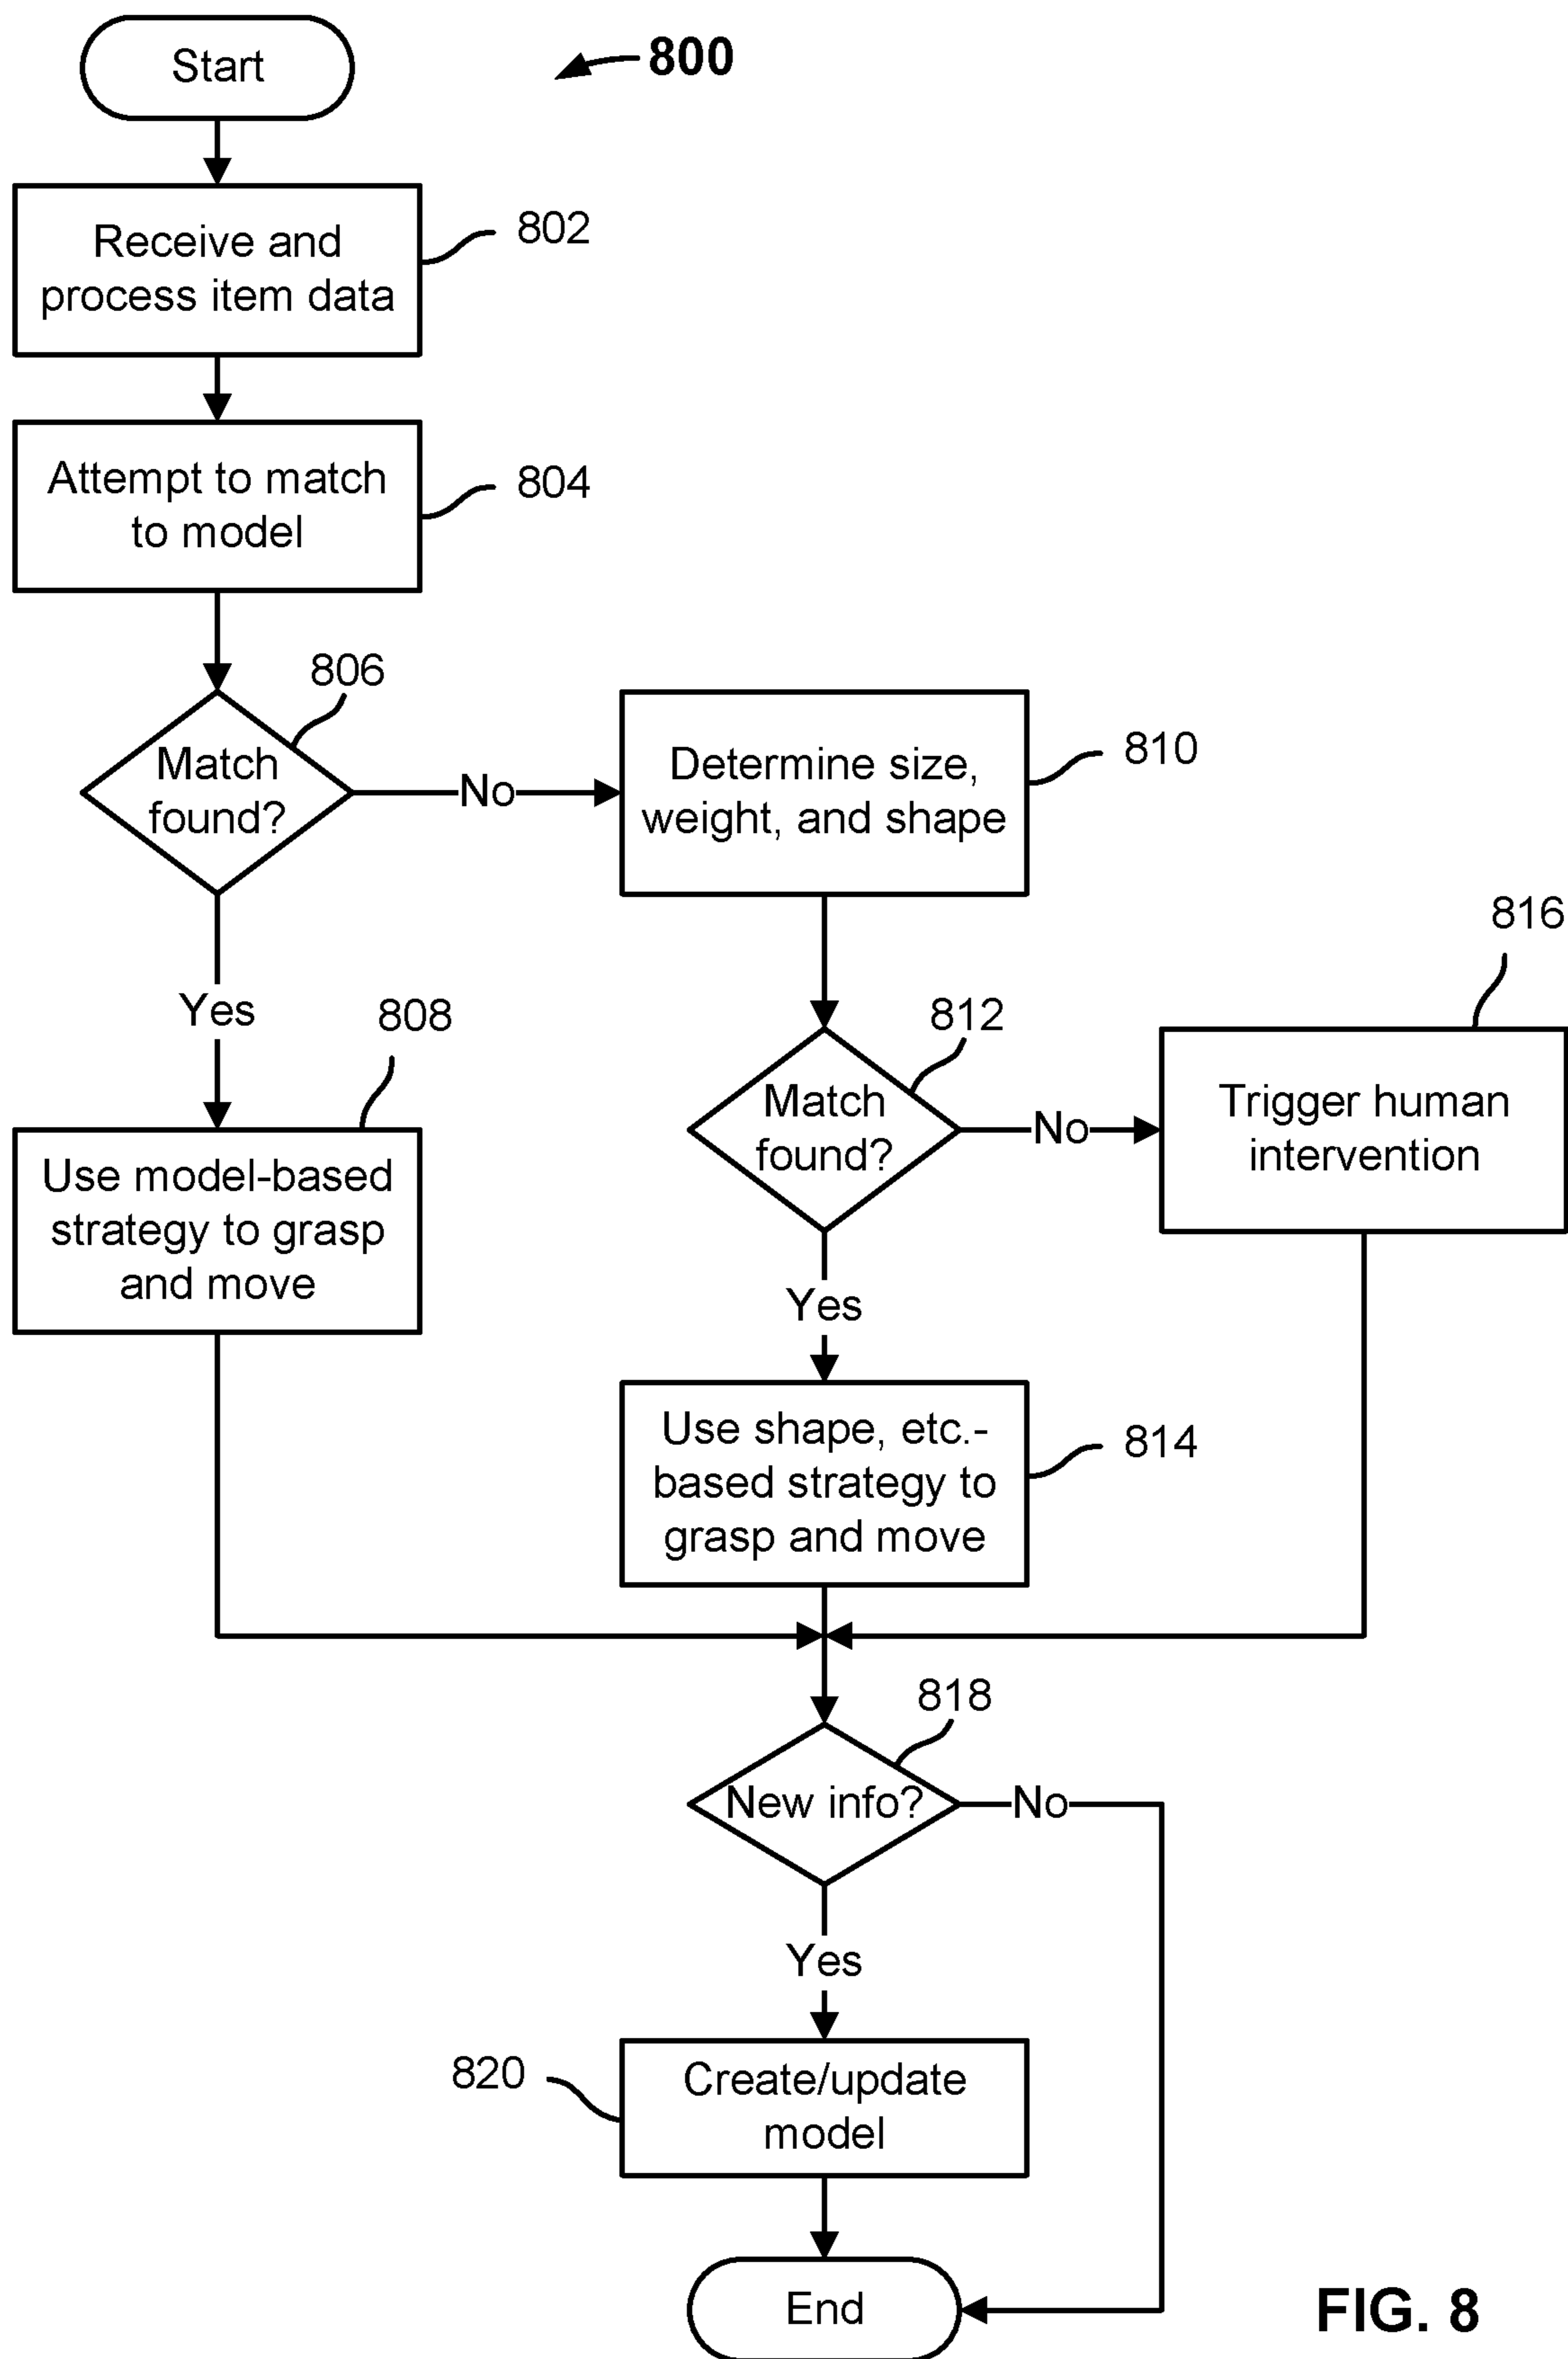 Start
800
Receive and
process item data
802
Attempt to match
to model
804
806
Match
found?
No
Determine size,
weight, and shape
810
816
Yes
808
812
Match
found?
No
Trigger human
intervention
Use model-based
strategy to grasp
and move
Yes
Use shape, etc.-
based strategy to
grasp and move
814
818
New info?
No
Yes
820
Create/update
model
End
FIG. 8